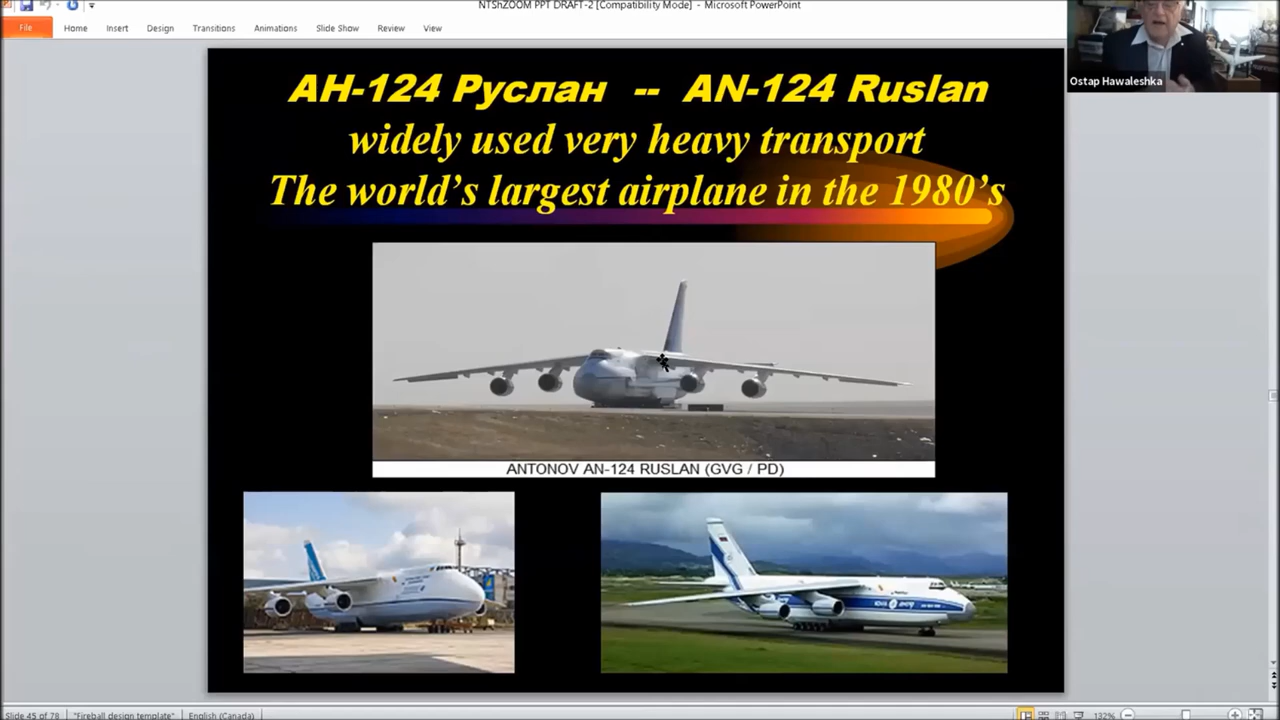 NTShZOOM PPT DRAFT-2 [Compatibility Mode] - Microsoft PowerPoint
File Home Insert Design Transitions Animations Slide Show Review View
Ostap Hawaleshka
АН-124 Руслан -- AN-124 Ruslan
widely used very heavy transport
The world's largest airplane in the 1980's
ANTONOV AN-124 RUSLAN (GVG / PD)
Slide 45 of 78 "Fireball design template" English (Canada) 132%